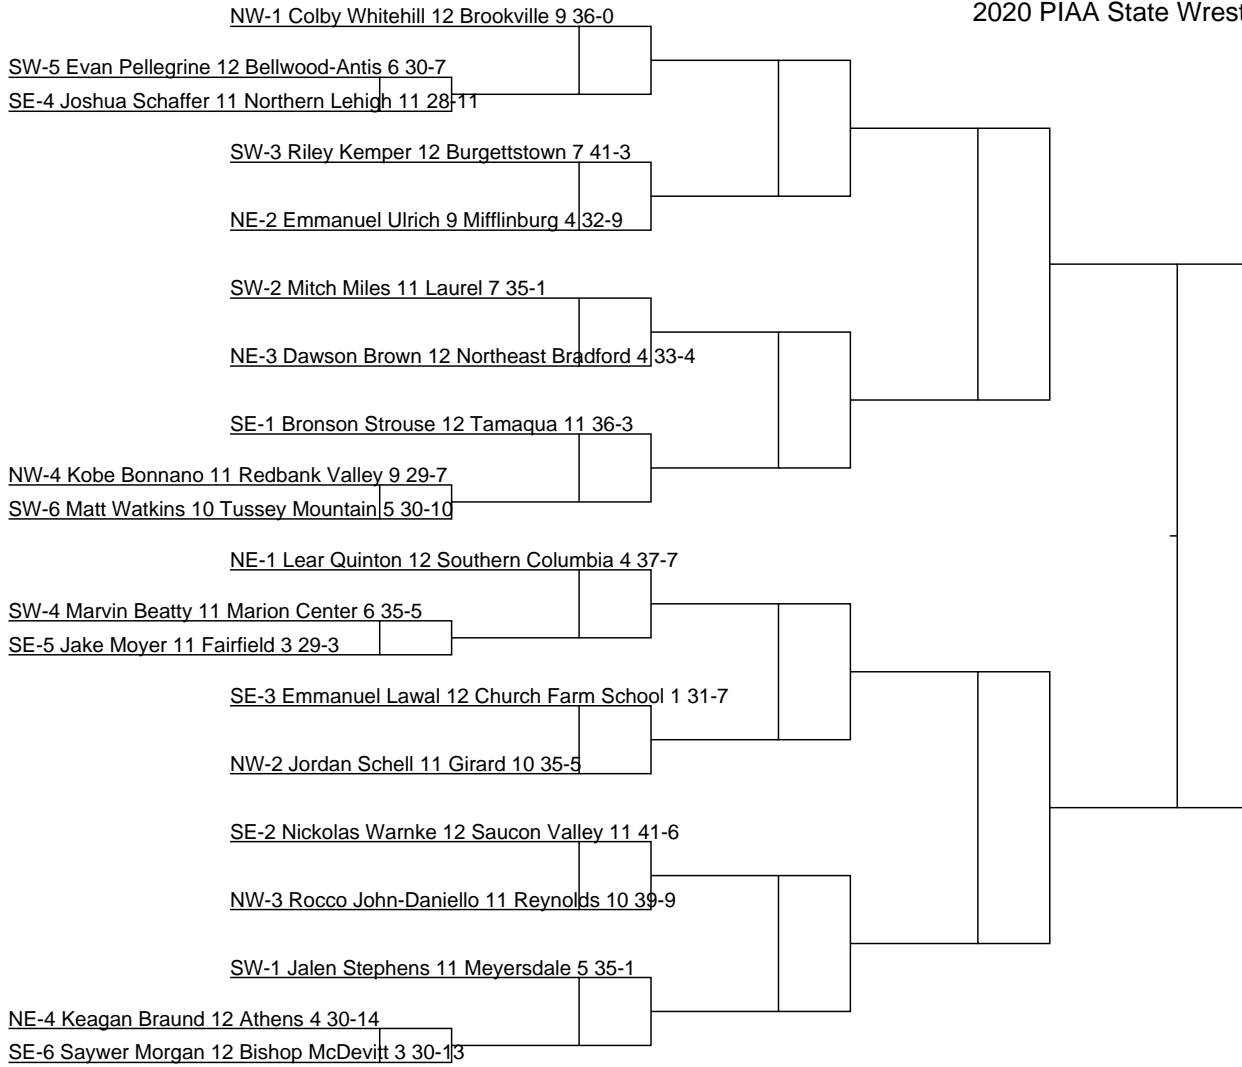 2020 PIAA State Wrest
NW-1 Colby Whitehill 12 Brookville 9 36-0
SW-5 Evan Pellegrine 12 Bellwood-Antis 6 30-7
SE-4 Joshua Schaffer 11 Northern Lehigh 11 28-11
SW-3 Riley Kemper 12 Burgettstown 7 41-3
NE-2 Emmanuel Ulrich 9 Mifflinburg 4 32-9
SW-2 Mitch Miles 11 Laurel 7 35-1
NE-3 Dawson Brown 12 Northeast Bradford 4 33-4
SE-1 Bronson Strouse 12 Tamaqua 11 36-3
NW-4 Kobe Bonnano 11 Redbank Valley 9 29-7
SW-6 Matt Watkins 10 Tussey Mountain 5 30-10
NE-1 Lear Quinton 12 Southern Columbia 4 37-7
SW-4 Marvin Beatty 11 Marion Center 6 35-5
SE-5 Jake Moyer 11 Fairfield 3 29-3
SE-3 Emmanuel Lawal 12 Church Farm School 1 31-7
NW-2 Jordan Schell 11 Girard 10 35-5
SE-2 Nickolas Warnke 12 Saucon Valley 11 41-6
NW-3 Rocco John-Daniello 11 Reynolds 10 39-9
SW-1 Jalen Stephens 11 Meyersdale 5 35-1
NE-4 Keagan Braund 12 Athens 4 30-14
SE-6 Saywer Morgan 12 Bishop McDevitt 3 30-13